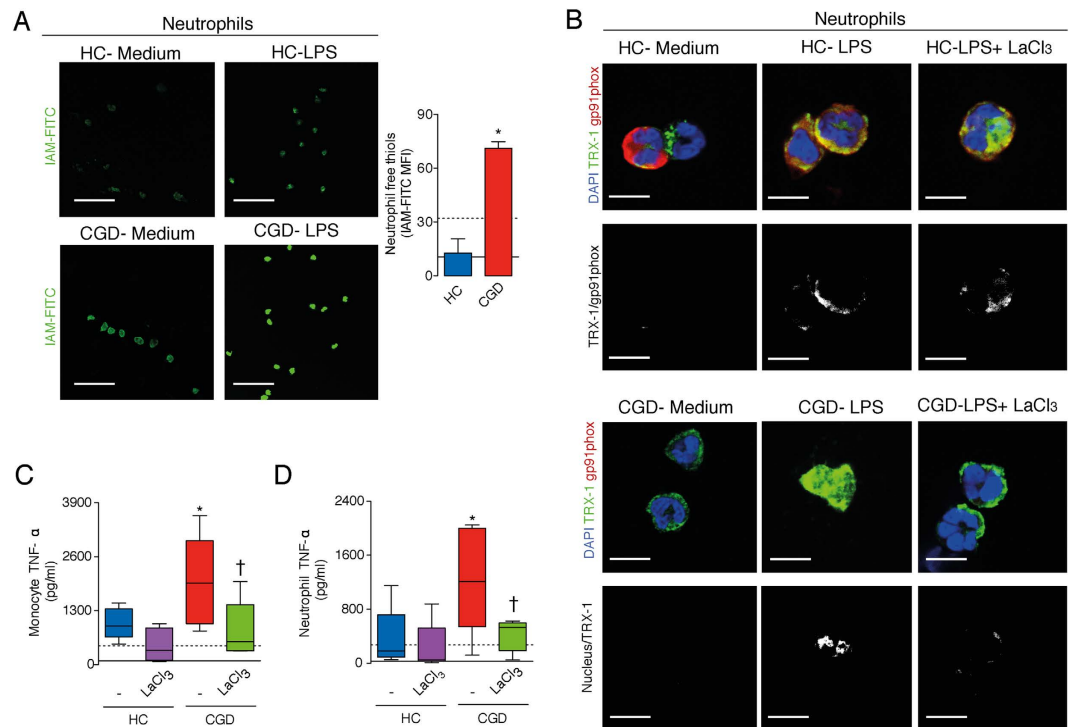 A
Neutrophils
HC- Medium
HC-LPS
IAM-FITC
CGD- Medium
CGD- LPS
IAM-FITC
Neutrophil free thiols
(IAM-FITC MFI)
90
60
30
0
*
HC
CGD
B
Neutrophils
HC- Medium
HC- LPS
HC-LPS+ LaCl3
DAPI TRX-1 gp91phox
TRX-1/gp91phox
CGD- Medium
CGD- LPS
CGD-LPS+ LaCl3
DAPI TRX-1 gp91phox
Nucleus/TRX-1
C
Monocyte TNF- α
(pg/ml)
3900
2600
1300
0
*
†
-
LaCl3
-
LaCl3
HC
CGD
D
Neutrophil TNF-α
(pg/ml)
2400
1600
800
0
*
†
-
LaCl3
-
LaCl3
HC
CGD